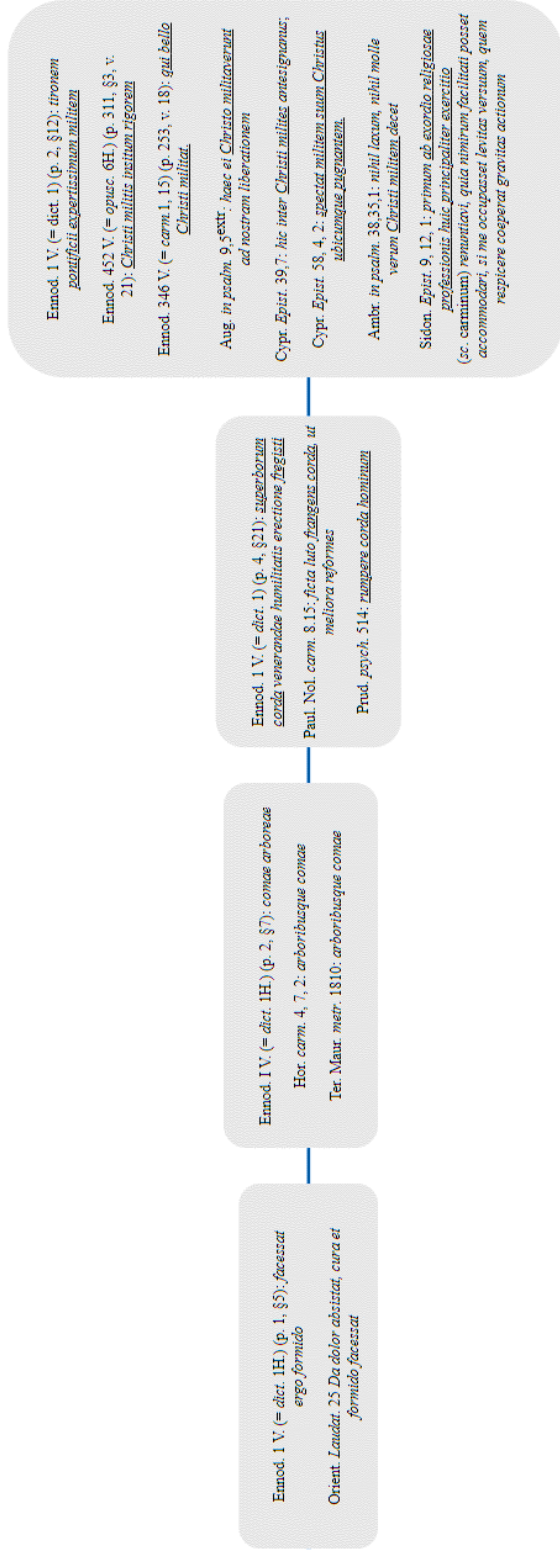 Ennod. 1 V. (= dict. 1H.) (p. 1, §5): facessat
ergo formido
Orient. Laudat. 25 Da dolor absistat, cura et
formido facessat
Ennod. I V. (= dict. 1H.) (p. 2, §7): comae arboreae
Hor. carm. 4, 7, 2: arboribusque comae
Ter. Maur. metr. 1810: arboribusque comae
Ennod. 1 V. (= dict. 1) (p. 4, §21): superborum
corda venerandae humilitatis erectione fregisti
Paul. Nol. carm. 8.15: ficta luto frangens corda, ut
meliora reformes
Prud. psych. 514: rumpere corda hominum
Ennod. 1 V. (= dict. 1) (p. 2, §12): tironem
pontificii expertissimum militem
Ennod. 452 V. (= opusc. 6H.) (p. 311, §3, v.
21): Christi militis insitum rigorem
Ennod. 346 V. (= carm.1, 15) (p. 253, v. 18): qui bello
Christi militat.
Aug. in psalm. 9,5extr: haec ei Christo militaverunt
ad nostram liberationem
Cypr. Epist. 39,7: hic inter Christi milites antesignanus;
Cypr. Epist. 58, 4, 2: spectat militem suum Christus
ubicumque pugnantem.
Ambr. in psalm. 38,35,1: nihil laxum, nihil molle
verum Christi militem decet
Sidon. Epist. 9, 12, 1: primum ab exordio religiosae
professionis huic principaliter exercitio
(sc. carminum) renuntiavi, quia nimirum facilitati posset
accommodari, si me occupasset levitas versuum, quem
respicere coeperat gravitas actionum